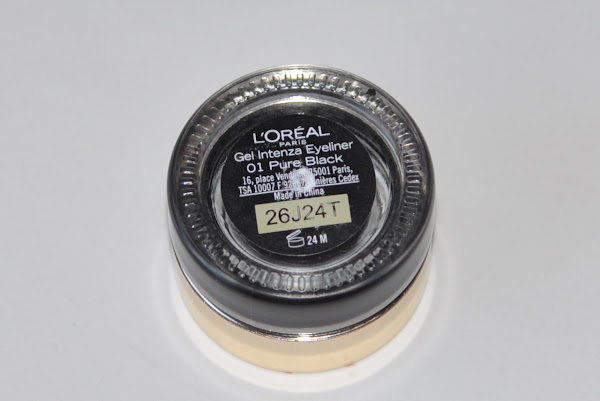 L'ORÉAL
PARIS
Gel Intenza Eyeliner
01 Pure Black
16, place 75001 Paris,
TSA 10007 F Cedex
Made in China
26J24T
24 M